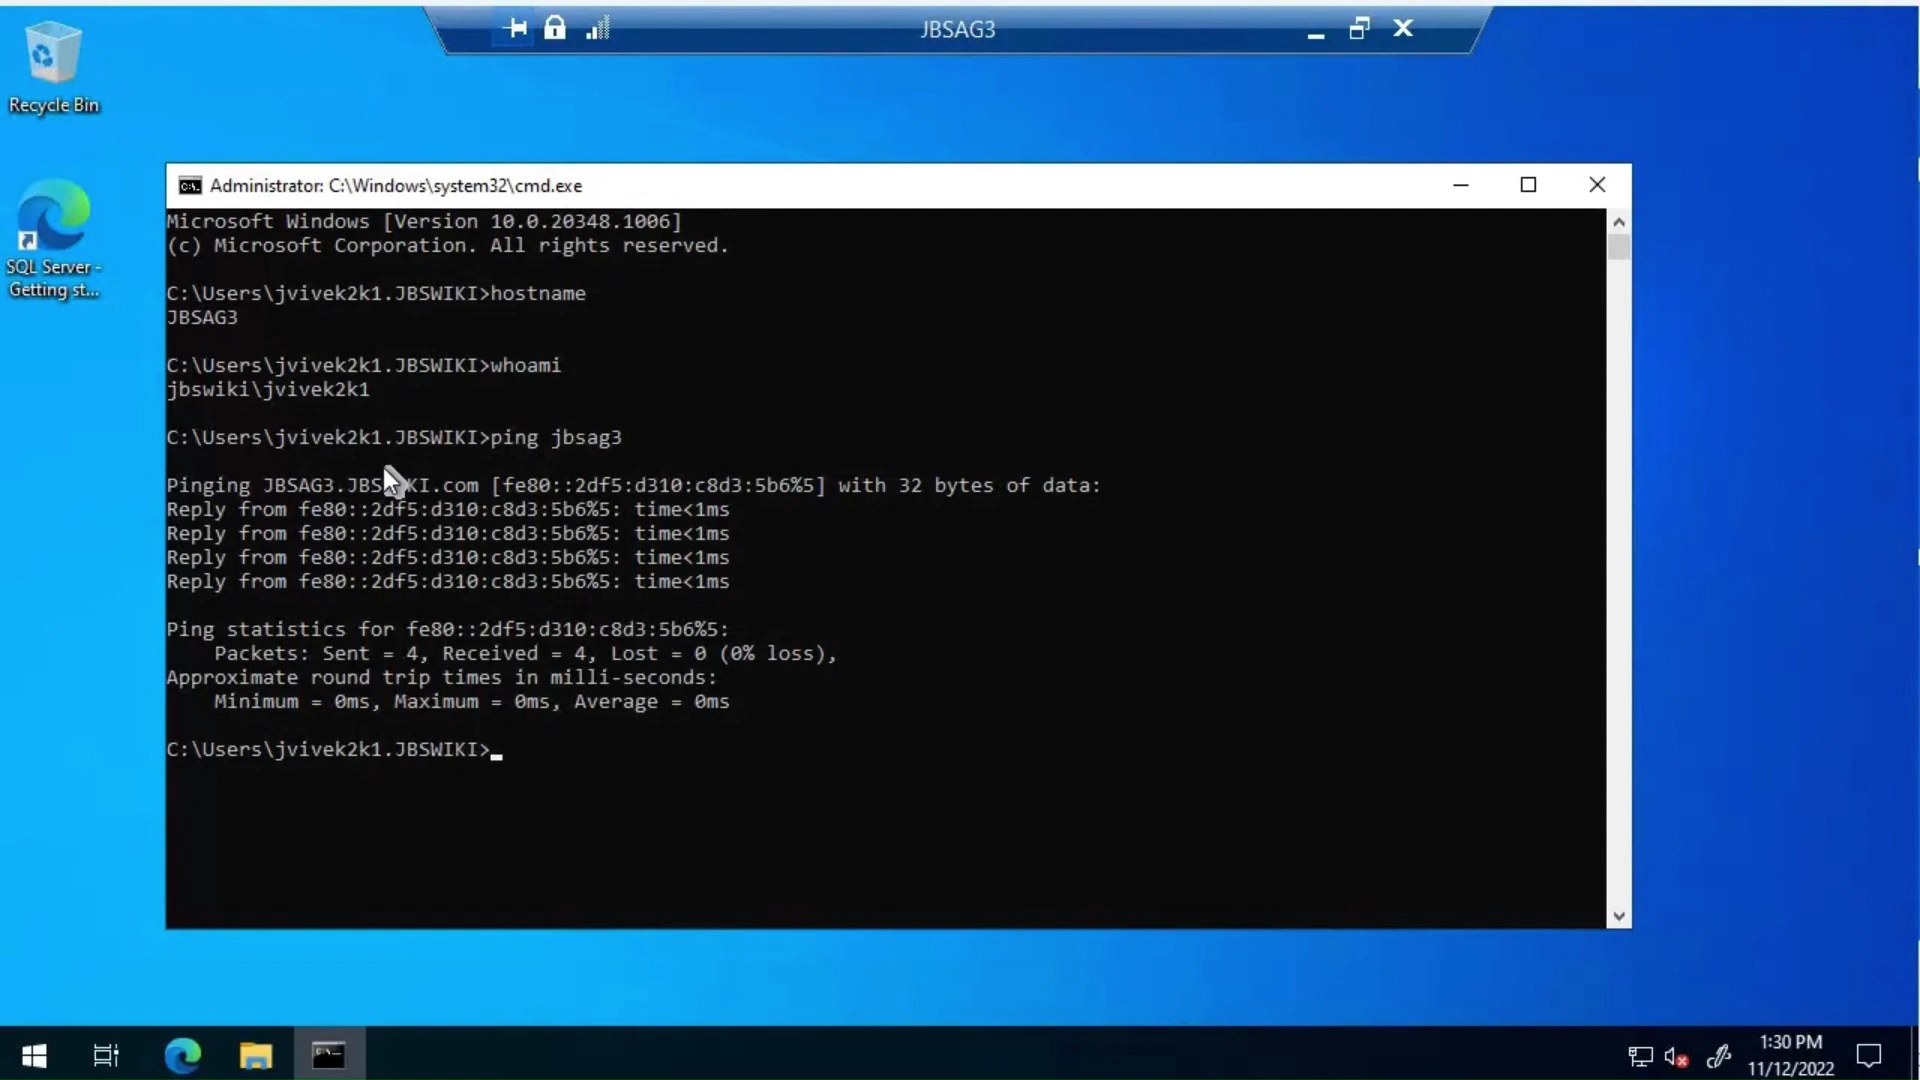 JBSAG3
Recycle Bin
SQL Server -
Getting st...
Administrator: C:\Windows\system32\cmd.exe
Microsoft Windows [Version 10.0.20348.1006]
(c) Microsoft Corporation. All rights reserved.
C:\Users\jvivek2k1.JBSWIKI>hostname
JBSAG3
C:\Users\jvivek2k1.JBSWIKI>whoami
jbswiki\jvivek2k1
C:\Users\jvivek2k1.JBSWIKI>ping jbsag3
Pinging JBSAG3.JBS KI.com [fe80::2df5:d310:c8d3:5b6%5] with 32 bytes of data:
Reply from fe80::2df5:d310:c8d3:5b6%5: time<1ms
Reply from fe80::2df5:d310:c8d3:5b6%5: time<1ms
Reply from fe80::2df5:d310:c8d3:5b6%5: time<1ms
Reply from fe80::2df5:d310:c8d3:5b6%5: time<1ms
Ping statistics for fe80::2df5:d310:c8d3:5b6%5:
Packets: Sent = 4, Received = 4, Lost = 0 (0% loss),
Approximate round trip times in milli-seconds:
Minimum = 0ms, Maximum = 0ms, Average = 0ms
C:\Users\jvivek2k1.JBSWIKI>_
1:30 PM
11/12/2022